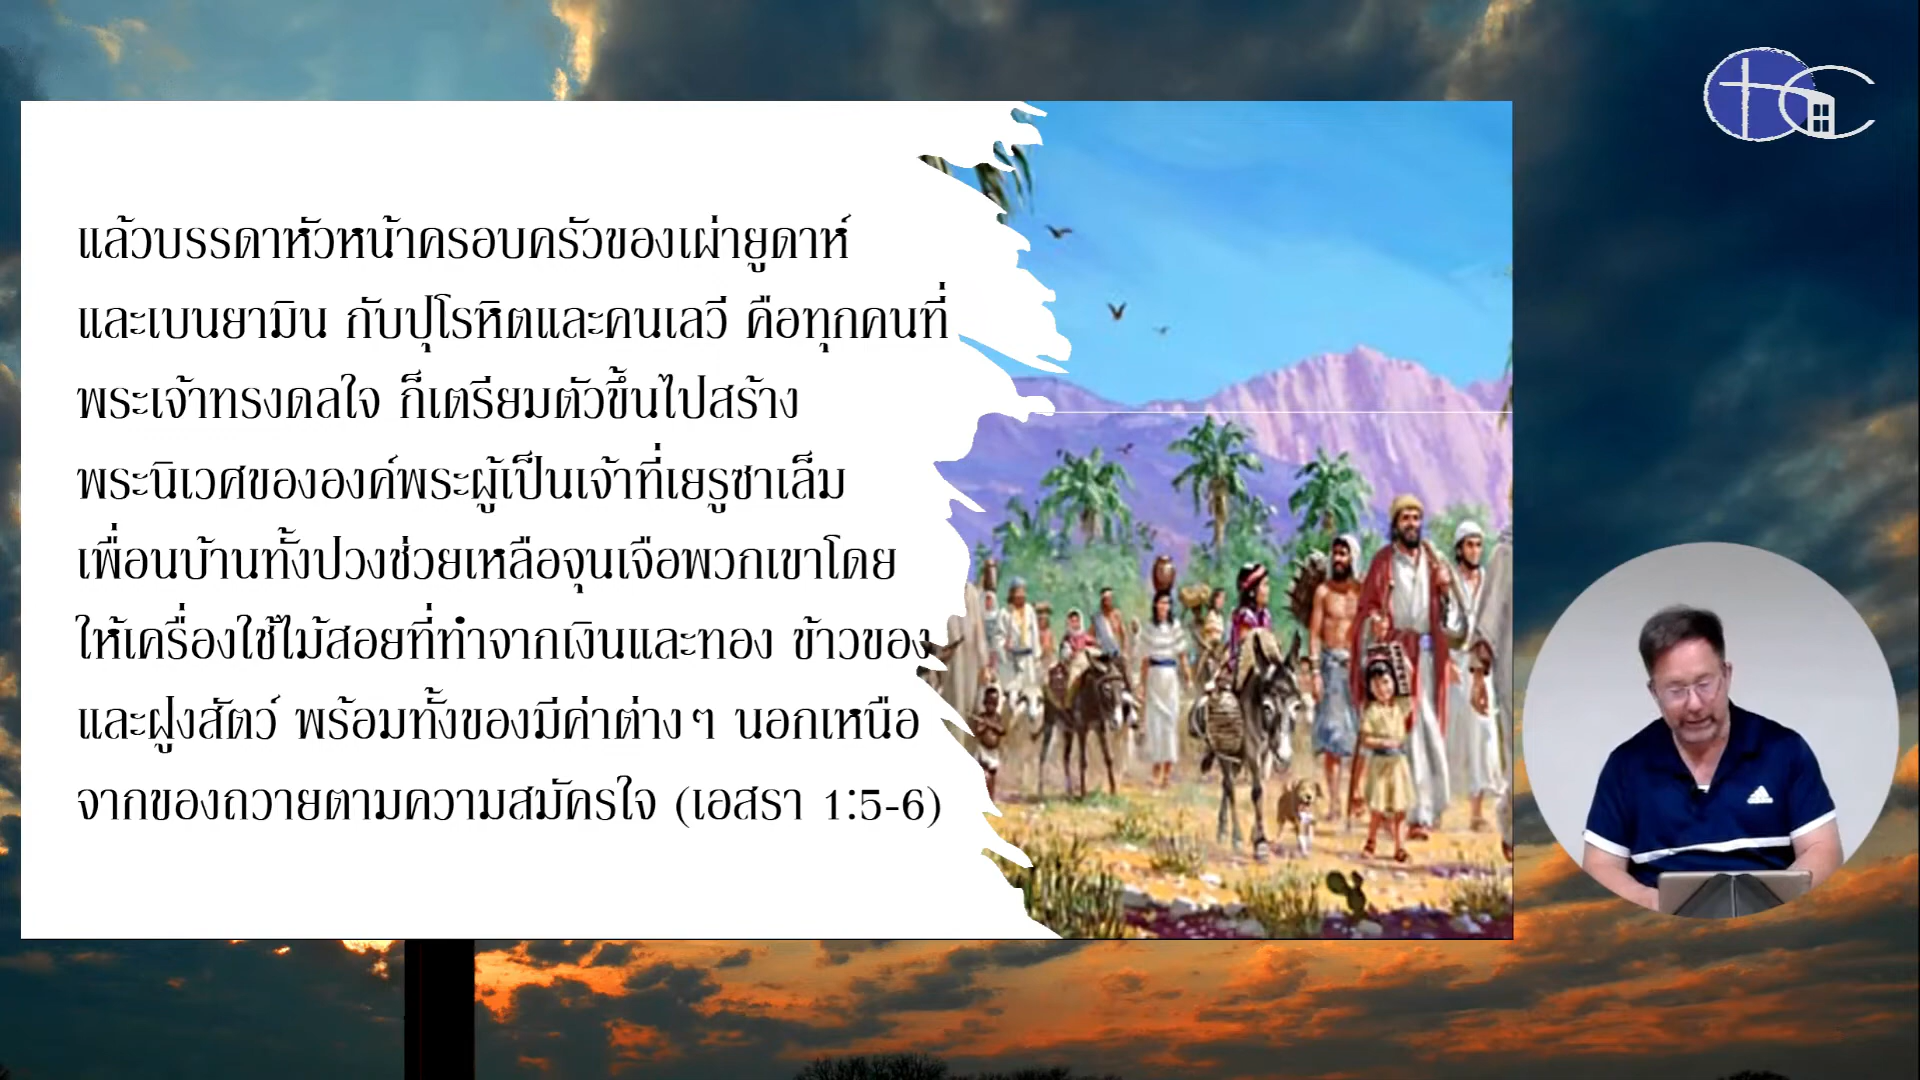 แล้วบรรดาหัวหน้าครอบครัวของเผ่ายูดาห์
และเบนยามิน กับปุโรหิตและคนเลวี คือทุกคนที่
พระเจ้าทรงดลใจ ก็เตรียมตัวขึ้นไปสร้าง
พระนิเวศขององค์พระผู้เป็นเจ้าที่เยรูซาเล็ม
เพื่อนบ้านทั้งปวงช่วยเหลือจุนเจือพวกเขาโดย
ให้เครื่องใช้ไม้สอยที่ทำจากเงินและทอง ข้าวของ
และฝูงสัตว์ พร้อมทั้งของมีค่าต่างๆ นอกเหนือ
จากของถวายตามความสมัครใจ (เอสรา 1:5-6)